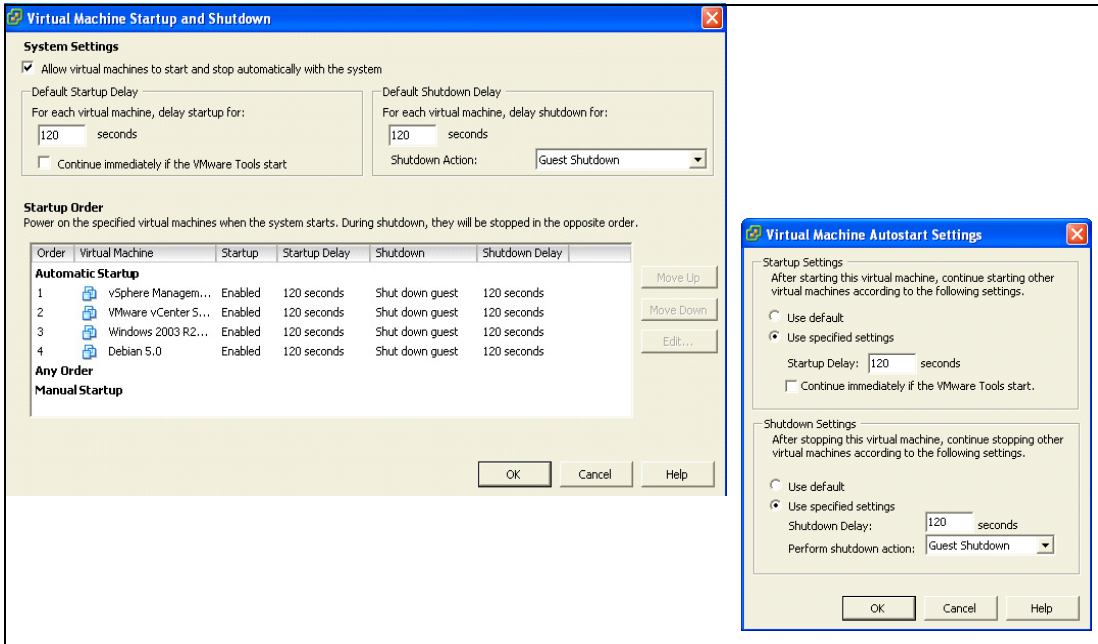 Virtual Machine Startup and Shutdown
System Settings
Allow virtual machines to start and stop automatically with the system
Default Startup Delay
For each virtual machine, delay startup for:
120 seconds
Continue immediately if the VMware Tools start
Default Shutdown Delay
For each virtual machine, delay shutdown for:
120 seconds
Shutdown Action: Guest Shutdown
Startup Order
Power on the specified virtual machines when the system starts. During shutdown, they will be stopped in the opposite order.
Order Virtual Machine Startup Startup Delay Shutdown Shutdown Delay
Automatic Startup
1 vSphere Managem... Enabled 120 seconds Shut down guest 120 seconds
2 VMware vCenter S... Enabled 120 seconds Shut down guest 120 seconds
3 Windows 2003 R2... Enabled 120 seconds Shut down guest 120 seconds
4 Debian 5.0 Enabled 120 seconds Shut down guest 120 seconds
Any Order
Manual Startup
Move Up
Move Down
Edit...
OK Cancel Help
Virtual Machine Autostart Settings
Startup Settings
After starting this virtual machine, continue starting other
virtual machines according to the following settings.
Use default
Use specified settings
Startup Delay: 120 seconds
Continue immediately if the VMware Tools start.
Shutdown Settings
After stopping this virtual machine, continue stopping other
virtual machines according to the following settings.
Use default
Use specified settings
Shutdown Delay: 120 seconds
Perform shutdown action: Guest Shutdown
OK Cancel Help